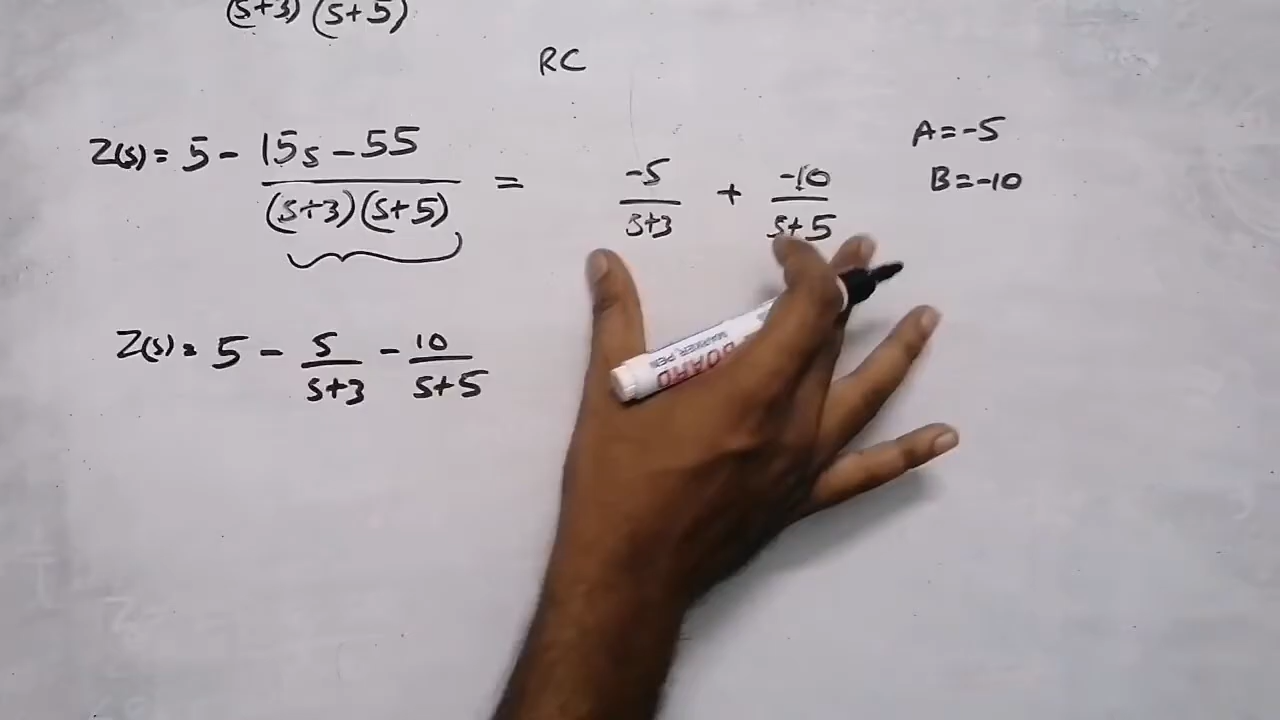 (s+3)(s+5)
RC
Z(s) = 5 - (15s - 55)/((s+3)(s+5)) = -5/(s+3) + -10/(s+5)
A = -5
B = -10
Z(s) = 5 - 5/(s+3) - 10/(s+5)
BOARD
MARKER PEN